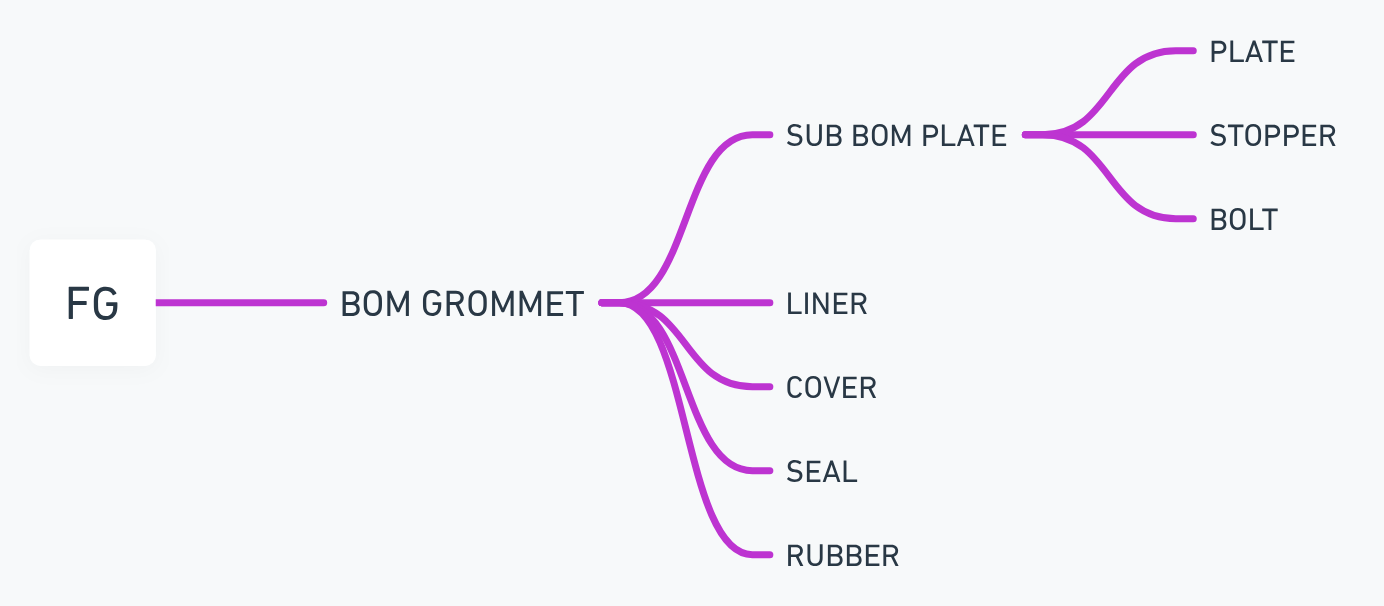 FG
BOM GROMMET
SUB BOM PLATE
PLATE
STOPPER
BOLT
LINER
COVER
SEAL
RUBBER